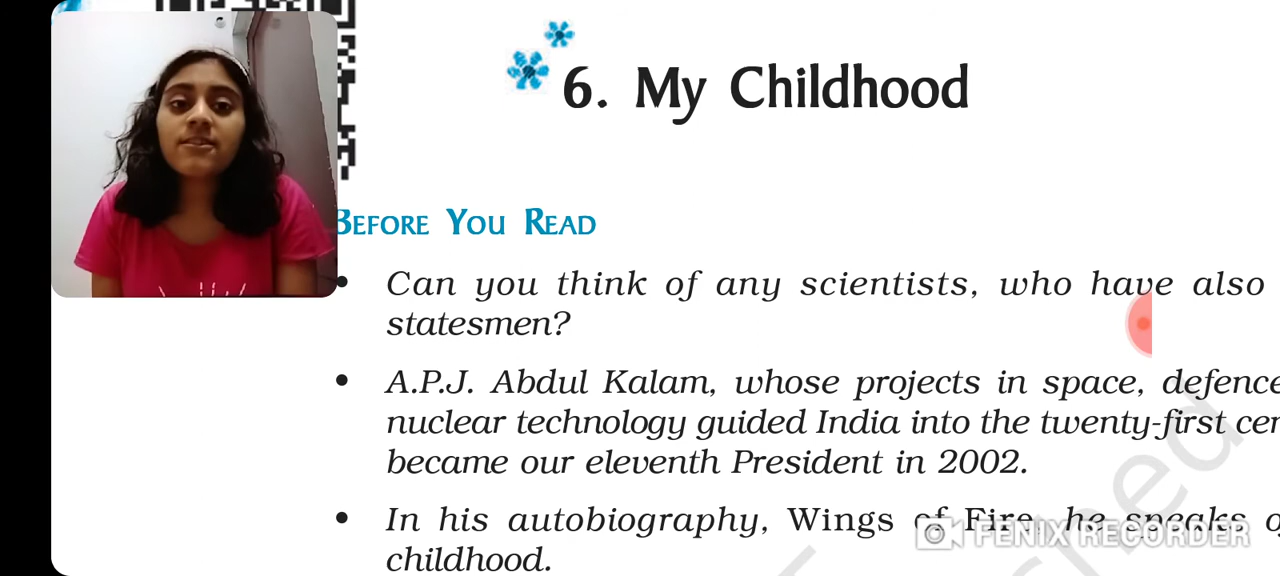 6. My Childhood
BEFORE YOU READ
• Can you think of any scientists, who have also
statesmen?
• A.P.J. Abdul Kalam, whose projects in space, defence
nuclear technology guided India into the twenty-first
became our eleventh President in 2002.
• In his autobiography, Wings of Fire, he speaks
childhood.
FENIX RECORDER